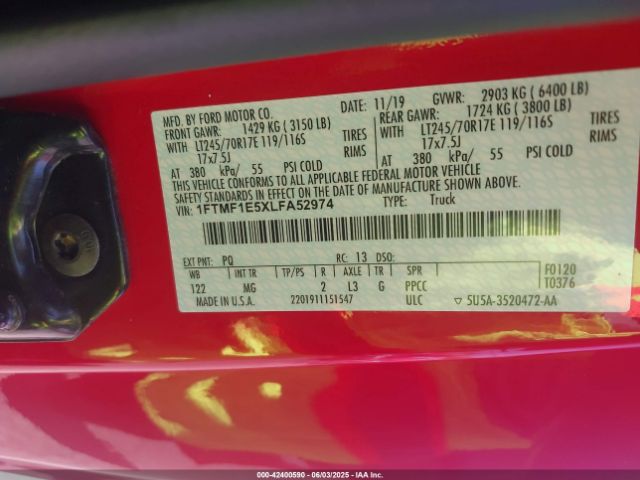 MFD. BY FORD MOTOR CO.
DATE: 11/19 GVWR: 2903 KG ( 6400 LB)
FRONT GAWR: 1429 KG ( 3150 LB) REAR GAWR: 1724 KG ( 3800 LB)
WITH LT245/70R17E 119/116S TIRES WITH LT245/70R17E 119/116S TIRES
17x7.5J RIMS 17x7.5J RIMS
AT 380 kPa/ 55 PSI COLD AT 380 kPa/ 55 PSI COLD
THIS VEHICLE CONFORMS TO ALL APPLICABLE FEDERAL MOTOR VEHICLE
SAFETY STANDARDS IN EFFECT ON THE DATE OF MANUFACTURE SHOWN ABOVE.
VIN: 1FTMF1E5XLFA52974 TYPE: Truck
EXT PNT: PQ RC: 13 DSO:
WB INT TR TP/PS R AXLE TR SPR F0120
122 MG 2 L3 G PPCC T0376
MADE IN U.S.A. 2201911151547 ULC ▽ 5U5A-3520472-AA
000-42400590 - 06/03/2025 - IAA Inc.